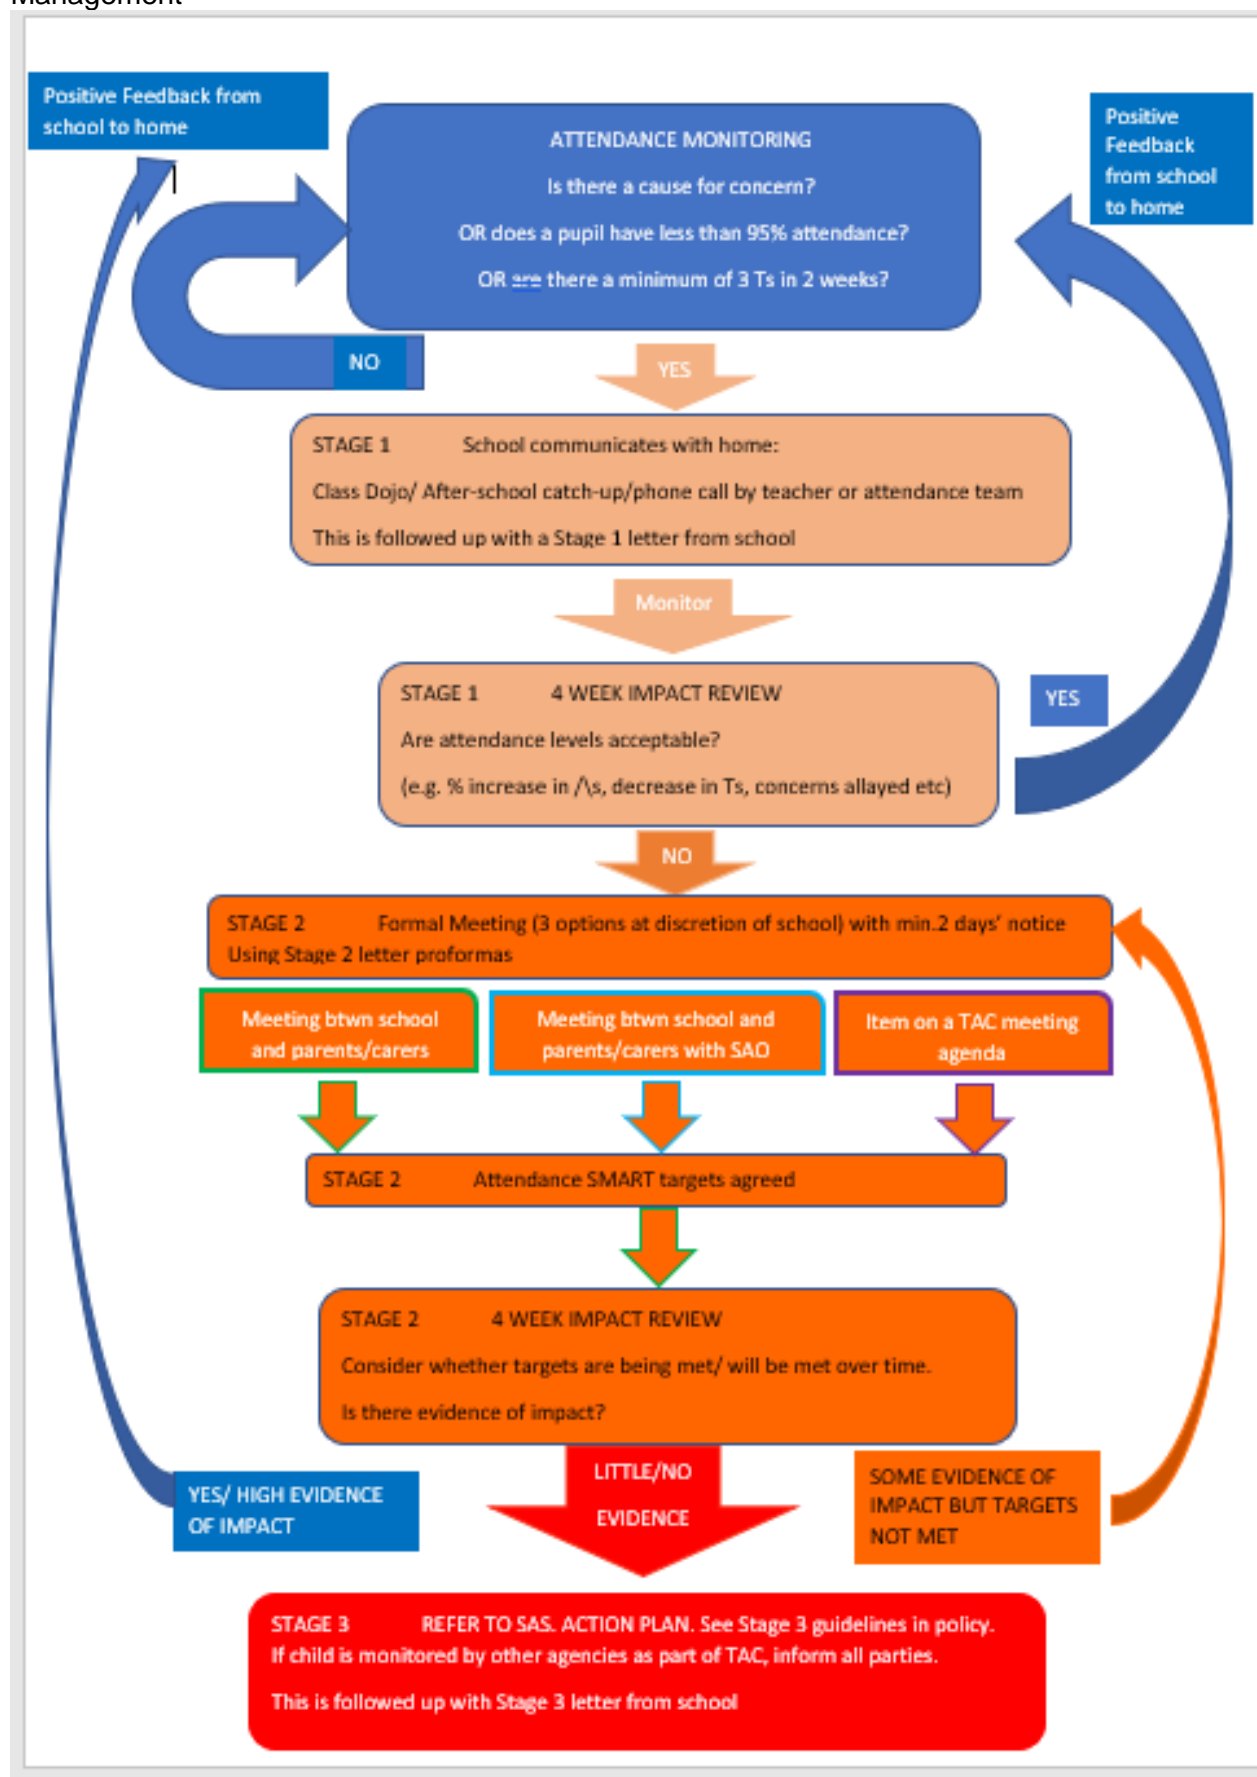 Management
Positive Feedback from
school to home
ATTENDANCE MONITORING
Is there a cause for concern?
OR does a pupil have less than 95% attendance?
OR are there a minimum of 3 Ts in 2 weeks?
Positive
Feedback
from school
to home
NO
YES
STAGE 1 School communicates with home:
Class Dojo/ After-school catch-up/phone call by teacher or attendance team
This is followed up with a Stage 1 letter from school
Monitor
STAGE 1 4 WEEK IMPACT REVIEW
Are attendance levels acceptable?
(e.g. % increase in /\s, decrease in Ts, concerns allayed etc)
YES
NO
STAGE 2 Formal Meeting (3 options at discretion of school) with min.2 days' notice
Using Stage 2 letter proformas
Meeting btwn school
and parents/carers
Meeting btwn school and
parents/carers with SAO
Item on a TAC meeting
agenda
STAGE 2 Attendance SMART targets agreed
STAGE 2 4 WEEK IMPACT REVIEW
Consider whether targets are being met/ will be met over time.
Is there evidence of impact?
YES/ HIGH EVIDENCE
OF IMPACT
LITTLE/NO
EVIDENCE
SOME EVIDENCE OF
IMPACT BUT TARGETS
NOT MET
STAGE 3 REFER TO SAS. ACTION PLAN. See Stage 3 guidelines in policy.
If child is monitored by other agencies as part of TAC, inform all parties.
This is followed up with Stage 3 letter from school